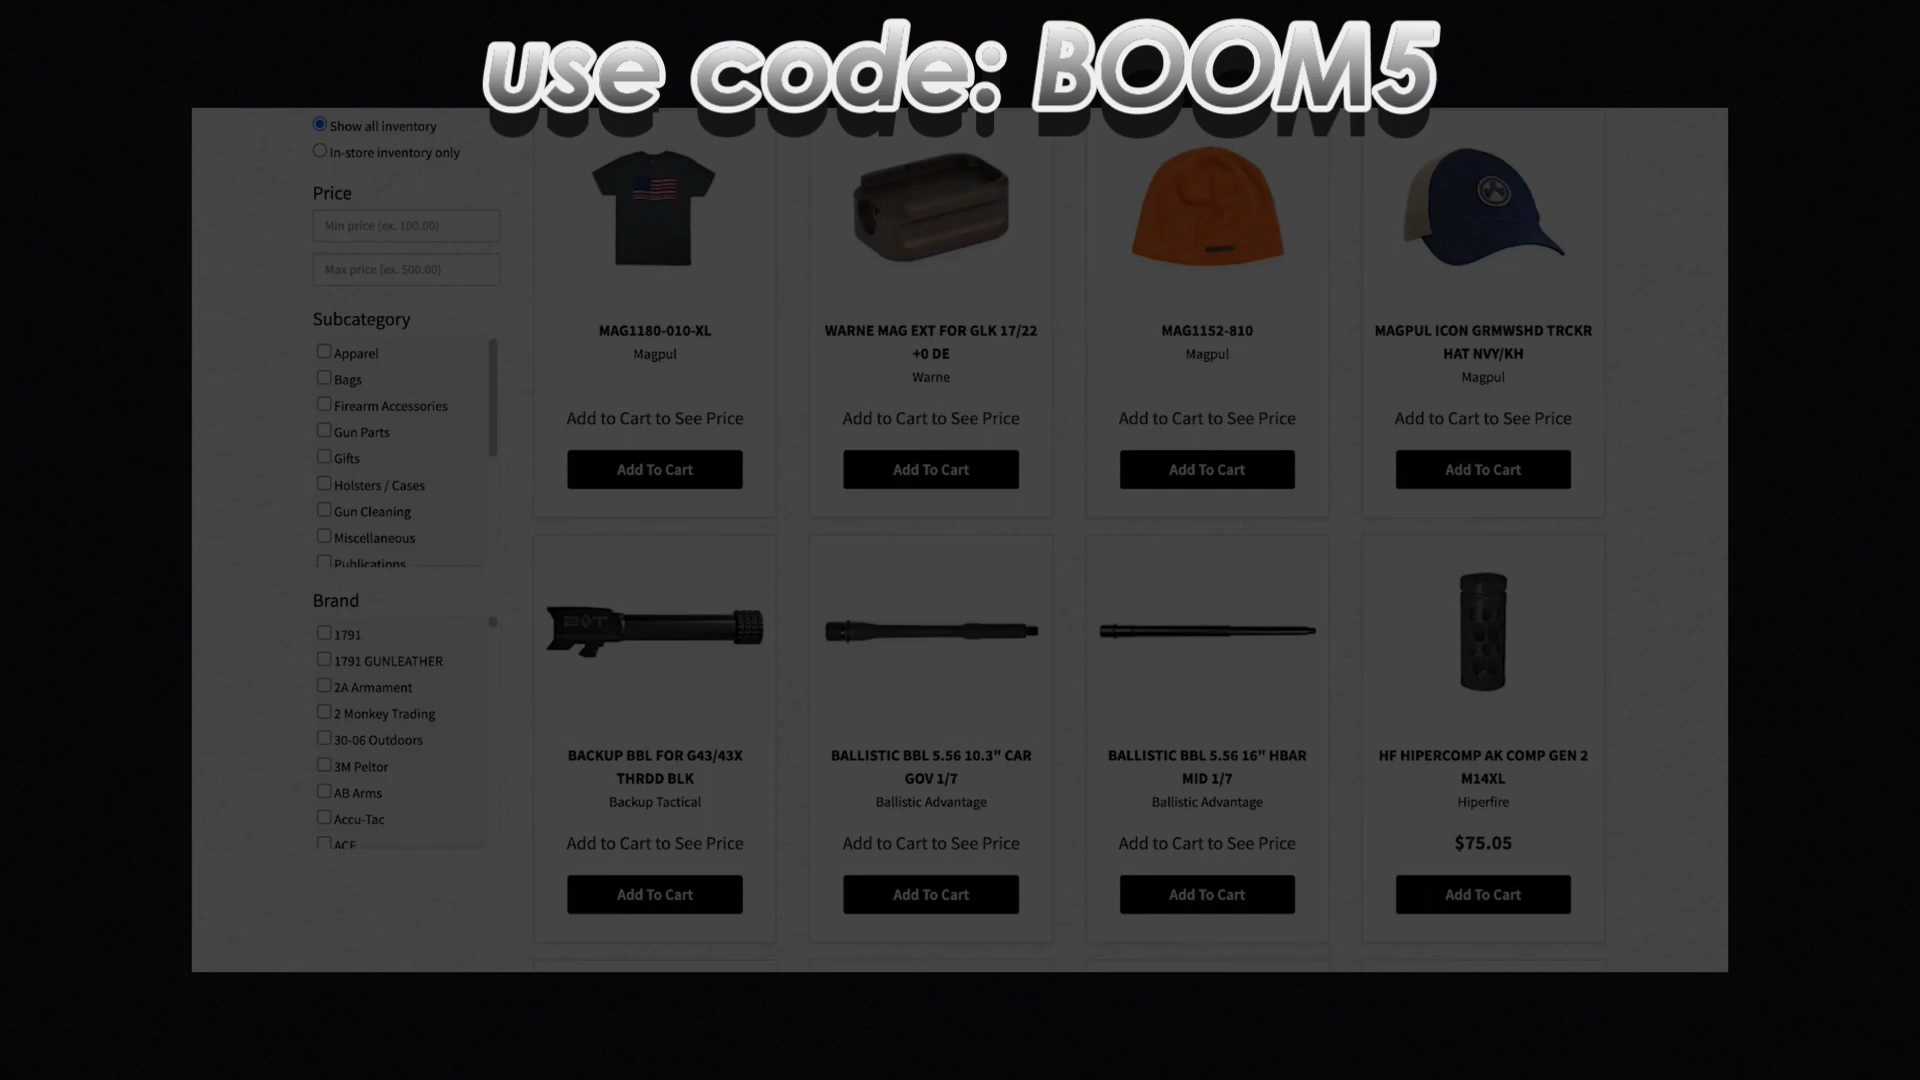 use code: BOOM5
Show all inventory
In-store inventory only
Price
Min price (ex. 100.00)
Max price (ex. 500.00)
Subcategory
Apparel
Bags
Firearm Accessories
Gun Parts
Gifts
Holsters / Cases
Gun Cleaning
Miscellaneous
Publications
Brand
1791
1791 GUNLEATHER
2A Armament
2 Monkey Trading
30-06 Outdoors
3M Peltor
AB Arms
Accu-Tac
ACE
MAG1180-010-XL
Magpul
Add to Cart to See Price
Add To Cart
WARNE MAG EXT FOR GLK 17/22
+0 DE
Warne
Add to Cart to See Price
Add To Cart
MAG1152-810
Magpul
Add to Cart to See Price
Add To Cart
MAGPUL ICON GRMWSHD TRCKR
HAT NVY/KH
Magpul
Add to Cart to See Price
Add To Cart
BACKUP BBL FOR G43/43X
THRDD BLK
Backup Tactical
Add to Cart to See Price
Add To Cart
BALLISTIC BBL 5.56 10.3" CAR
GOV 1/7
Ballistic Advantage
Add to Cart to See Price
Add To Cart
BALLISTIC BBL 5.56 16" HBAR
MID 1/7
Ballistic Advantage
Add to Cart to See Price
Add To Cart
HF HIPERCOMP AK COMP GEN 2
M14XL
Hiperfire
$75.05
Add To Cart